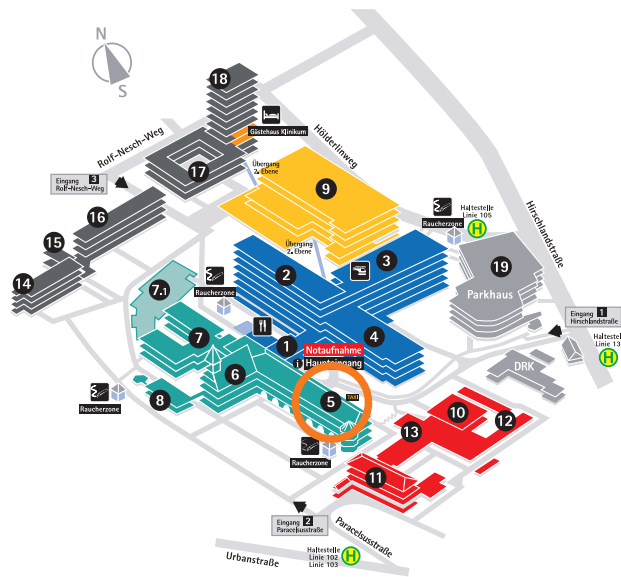 N
S
18
Gästehaus Klinikum
Hölderlinweg
Rolf-Nesch-Weg
17
Übergang
2. Ebene
9
Eingang 3
Rolf-Nesch-Weg
16
Raucherzone
Haltestelle
Linie 105
H
Hirschlandstraße
15
14
Übergang
2. Ebene
2
3
19
Parkhaus
7.1
Raucherzone
7
1
4
Eingang 1
Hirschlandstraße
Haltestelle
Linie 13
H
Notaufnahme
i Haupteingang
DRK
6
5
TAXI
8
Raucherzone
10
12
13
Raucherzone
11
Eingang 2
Paracelsusstraße
Paracelsusstraße
Urbanstraße
Haltestelle
Linie 102
Linie 103
H